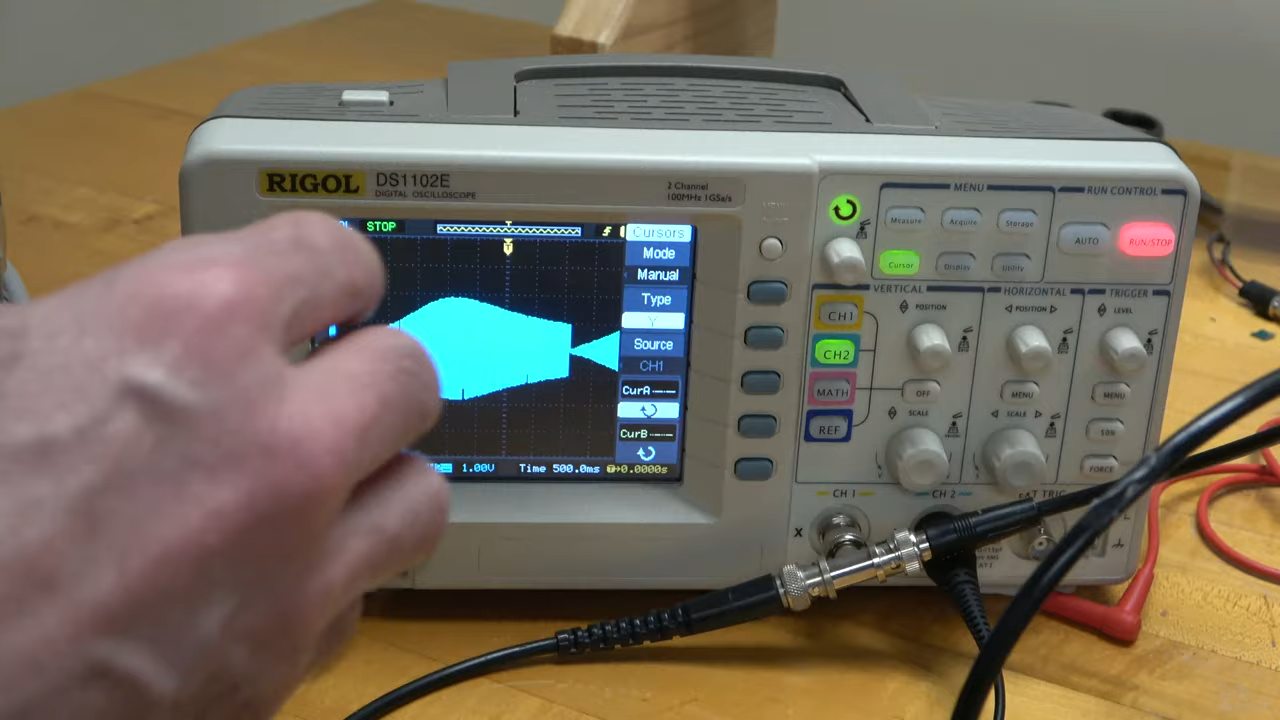 RIGOL DS1102E
DIGITAL OSCILLOSCOPE
2 Channel
100MHz 1GSa/s
STOP
T
Cursors
Mode
Manual
Type
Y
Source
CH1
CurA
CurB
1.00V Time 500.0ms T→0.0000s
MENU
Measure Acquire Storage
Cursor Display Utility
RUN CONTROL
AUTO RUN/STOP
VERTICAL
POSITION
CH1
CH2
MATH OFF
REF SCALE
HORIZONTAL
POSITION
MENU
SCALE
TRIGGER
LEVEL
MENU
50%
FORCE
CH 1 CH 2
X